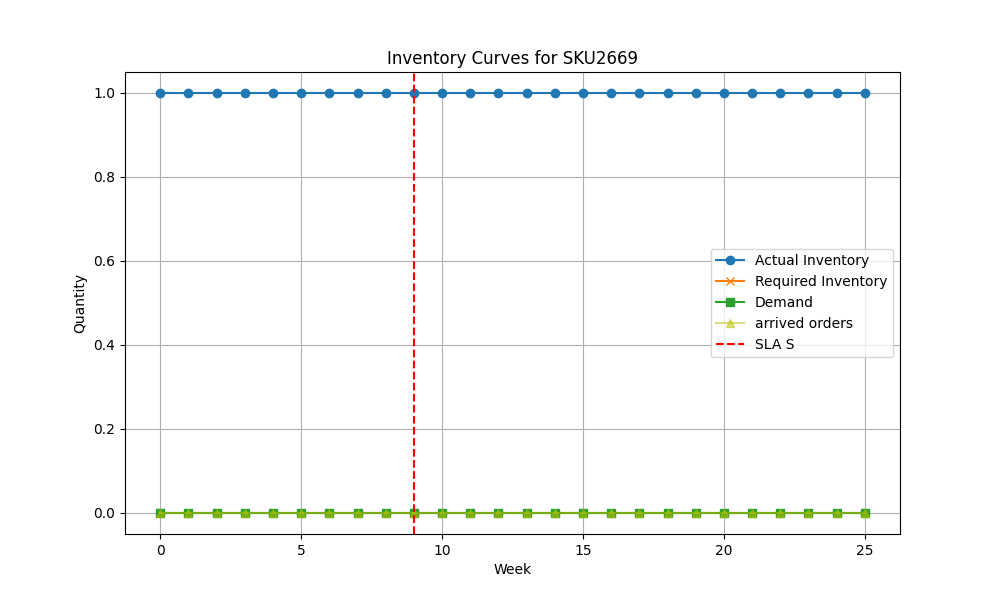 Inventory Curves for SKU2669
Quantity
1.0
0.8
0.6
0.4
0.2
0.0
Actual Inventory
Required Inventory
Demand
arrived orders
SLA S
0 5 10 15 20 25
Week